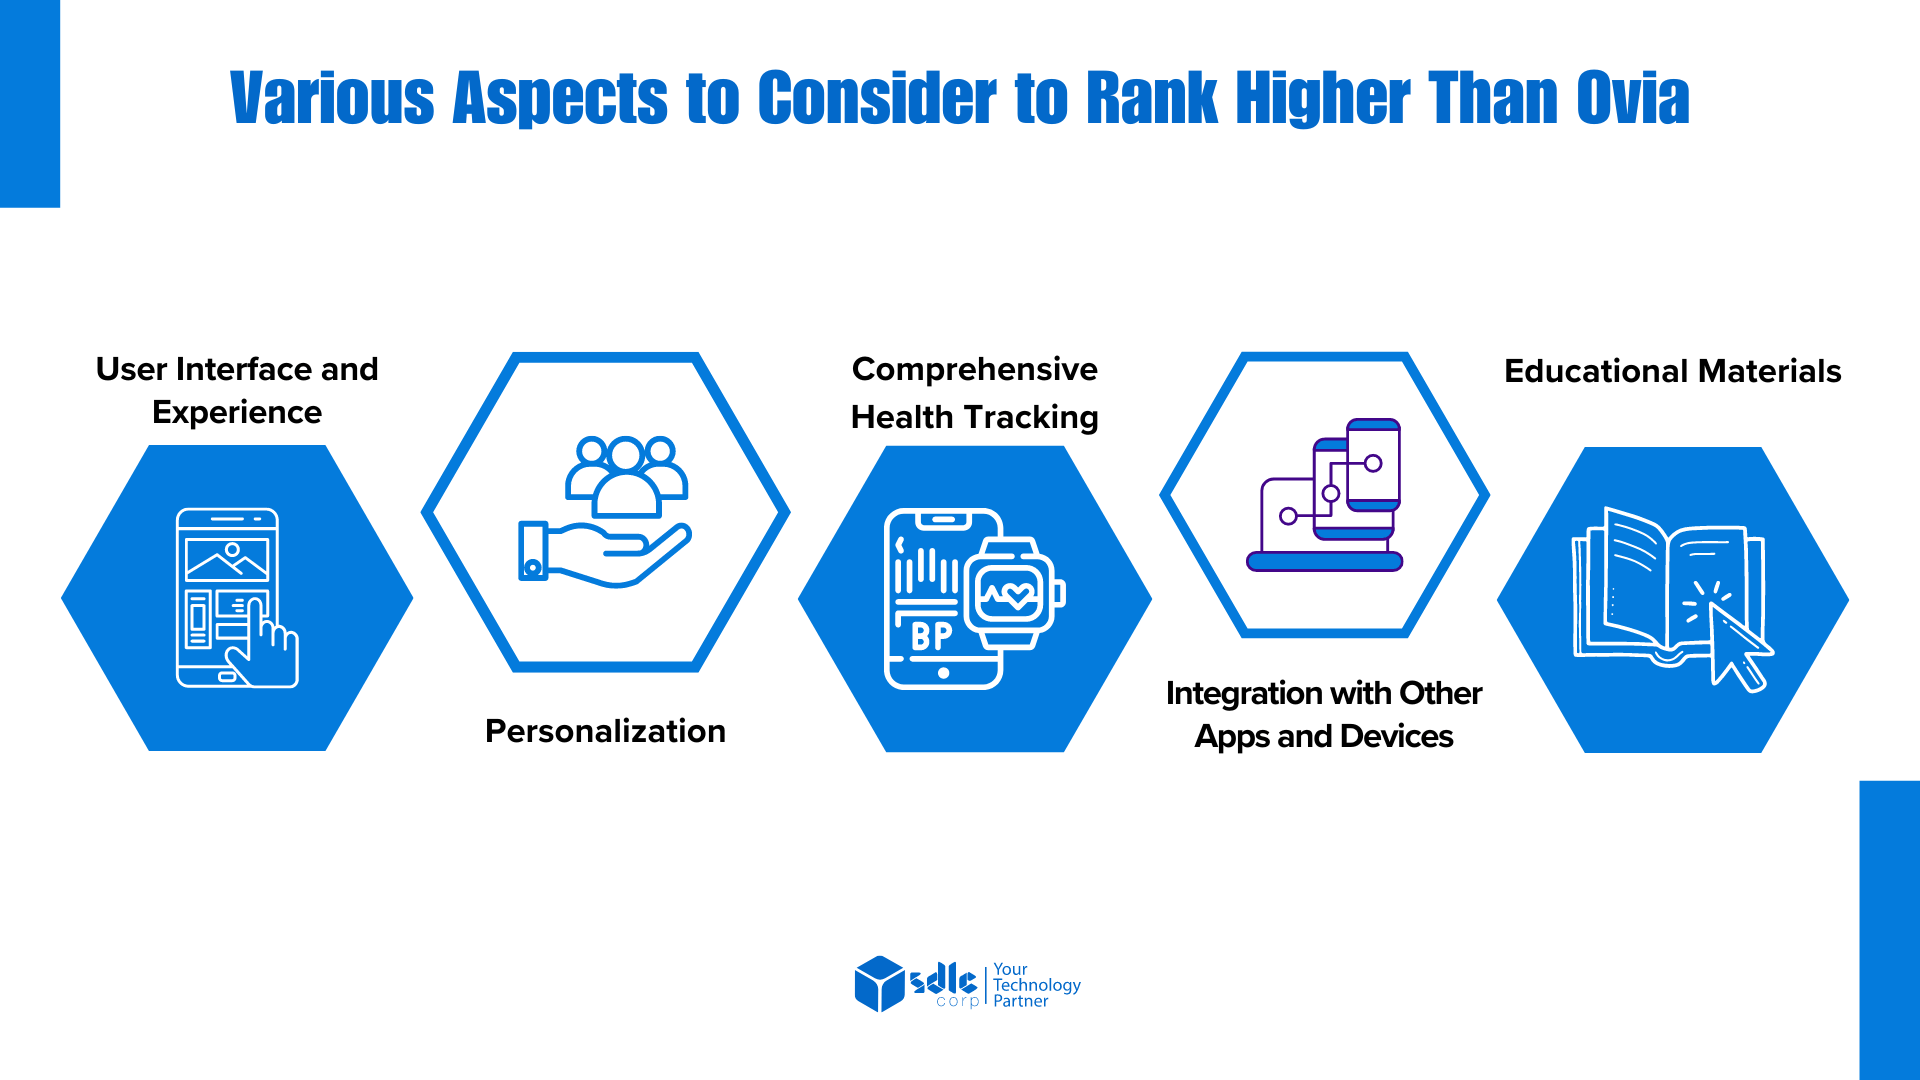 Various Aspects to Consider to Rank Higher Than Ovia
User Interface and
Experience
Personalization
Comprehensive
Health Tracking
BP
Integration with Other
Apps and Devices
Educational Materials
sdlc
corp
Your
Technology
Partner